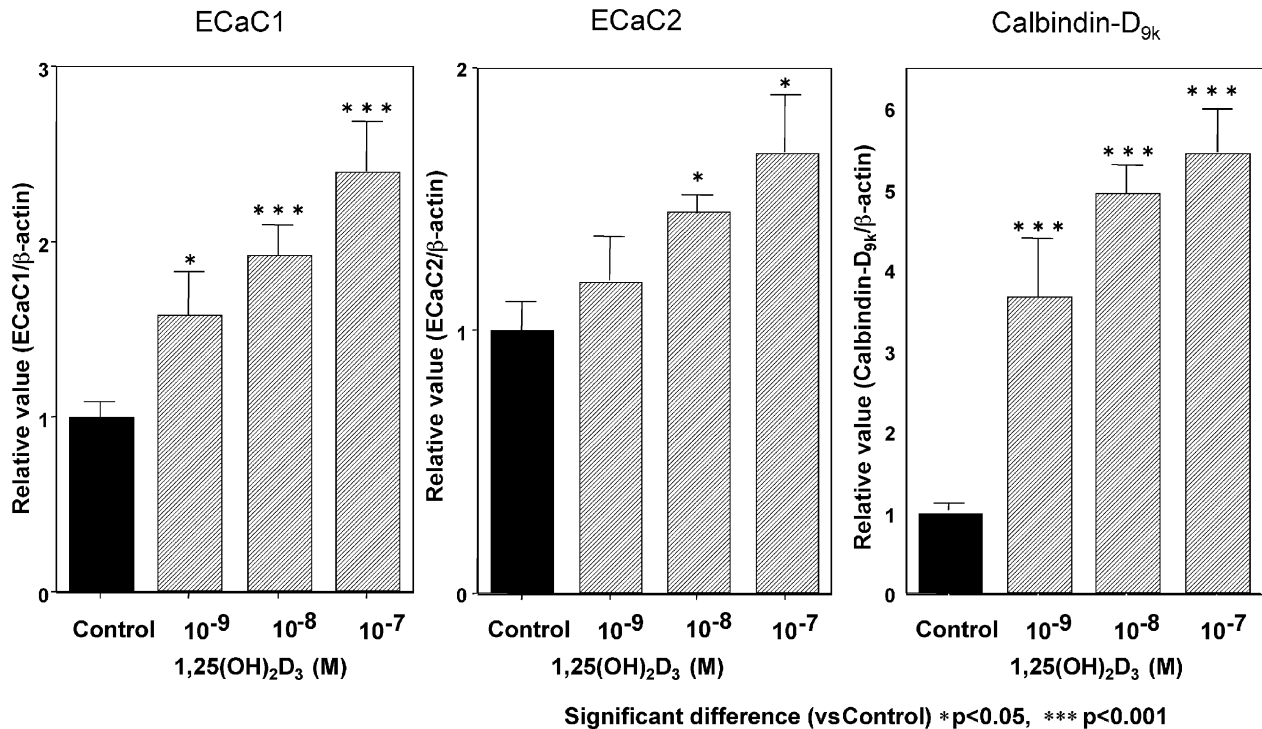 ECaC1
Relative value (ECaC1/β-actin)
3
2
1
0
*
***
***
Control 10⁻⁹ 10⁻⁸ 10⁻⁷
1,25(OH)₂D₃ (M)
ECaC2
Relative value (ECaC2/β-actin)
2
1
0
*
*
Control 10⁻⁹ 10⁻⁸ 10⁻⁷
1,25(OH)₂D₃ (M)
Calbindin-D₉ₖ
Relative value (Calbindin-D₉ₖ/β-actin)
6
5
4
3
2
1
0
***
***
***
Control 10⁻⁹ 10⁻⁸ 10⁻⁷
1,25(OH)₂D₃ (M)
Significant difference (vsControl) *p<0.05, *** p<0.001